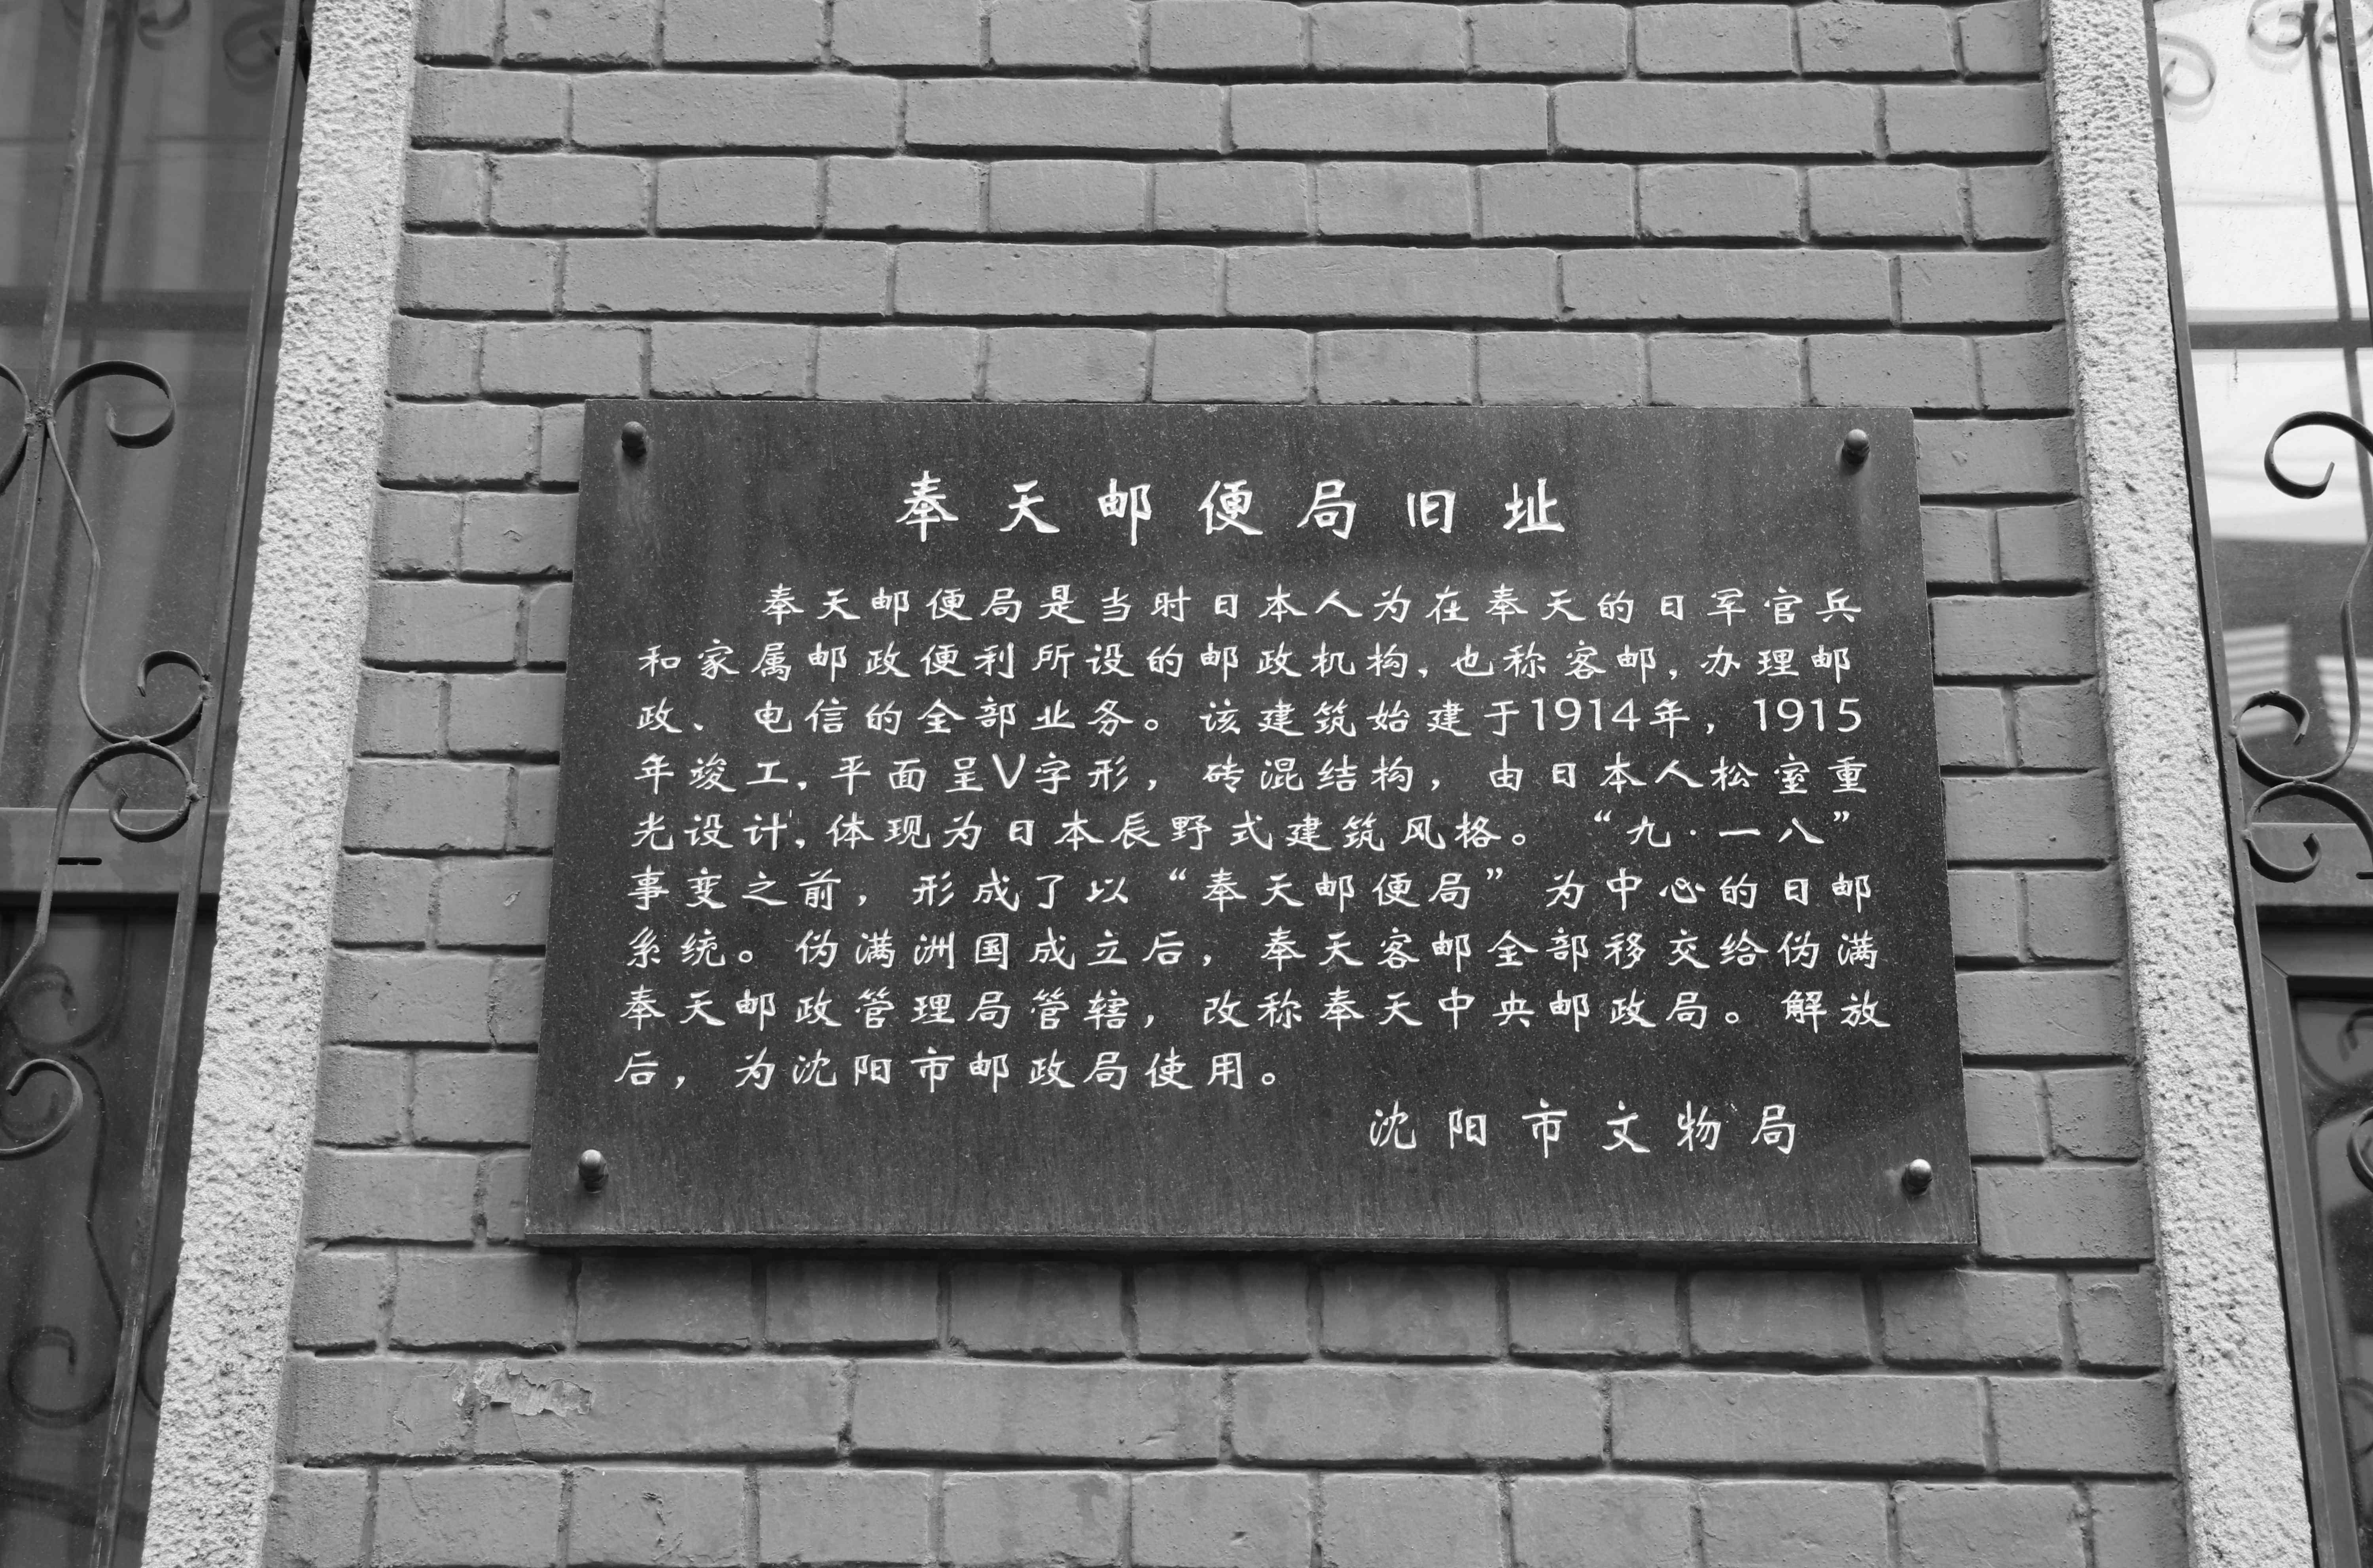 奉天邮便局旧址
奉天邮便局是当时日本人为在奉天的日军官兵
和家属邮政便利所设的邮政机构,也称客邮,办理邮
政、电信的全部业务。该建筑始建于1914年，1915
年竣工,平面呈V字形，砖混结构，由日本人松室重
光设计,体现为日本辰野式建筑风格。“九·一八”
事变之前，形成了以“奉天邮便局”为中心的日邮
系统。伪满洲国成立后，奉天客邮全部移交给伪满
奉天邮政管理局管辖，改称奉天中央邮政局。解放
后，为沈阳市邮政局使用。
沈阳市文物局